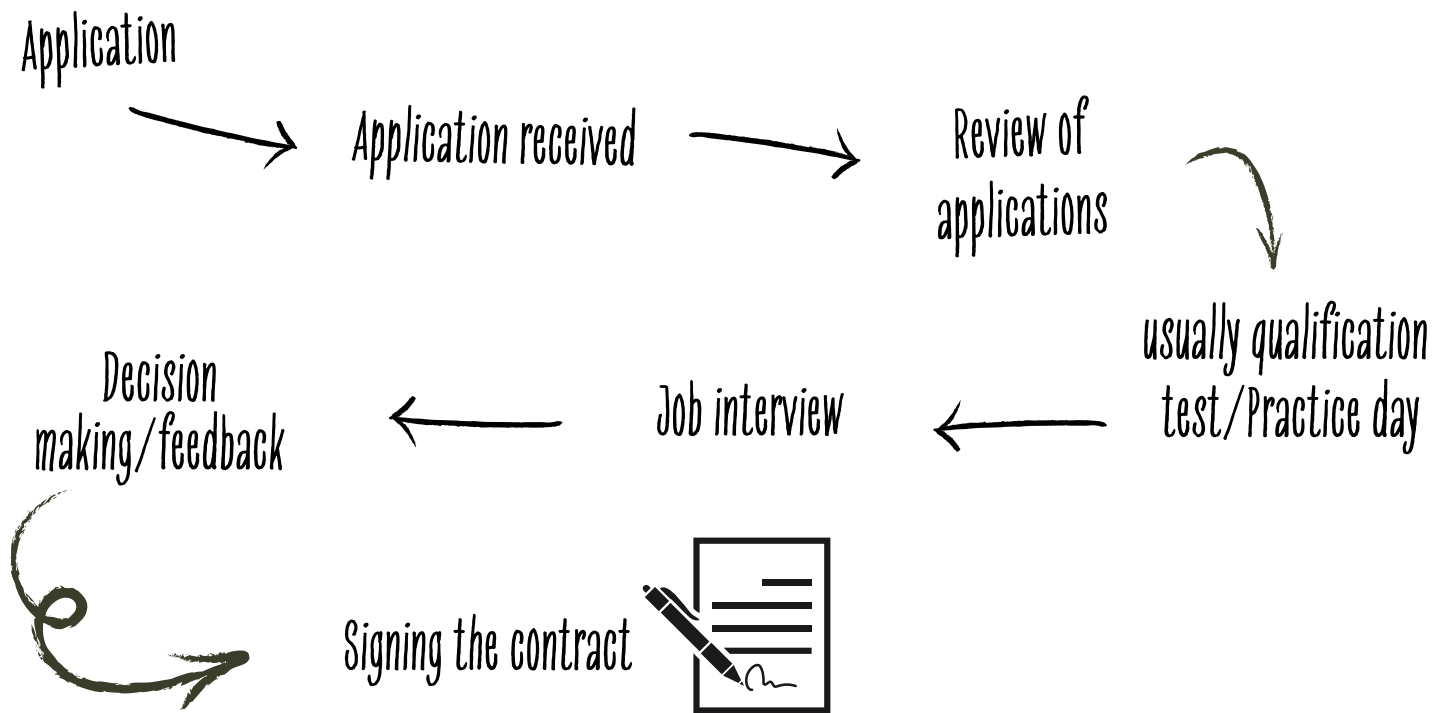 Application
Application received
Review of
applications
usually qualification
test/Practice day
Job interview
Decision
making/feedback
Signing the contract